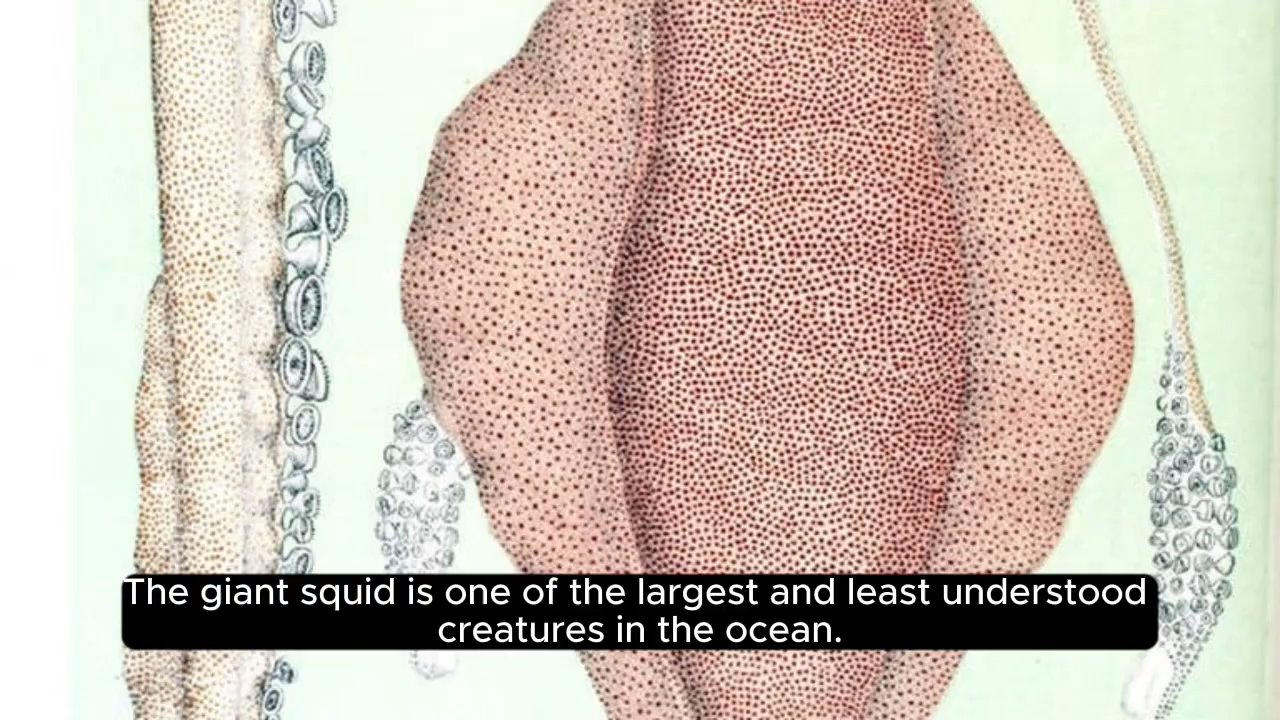 The giant squid is one of the largest and least understood
creatures in the ocean.